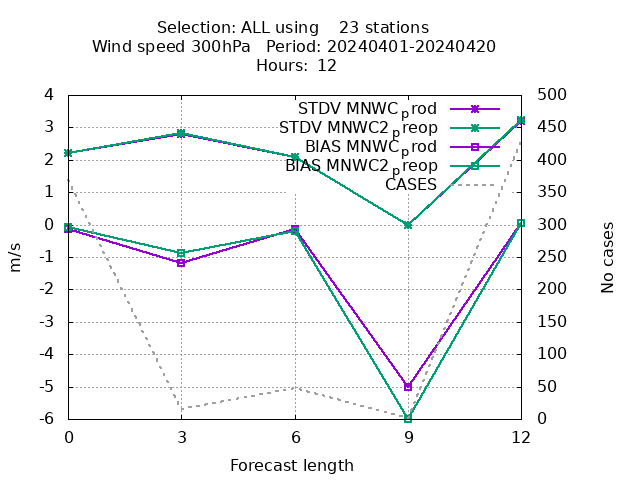 Selection: ALL using    23 stations
Wind speed 300hPa   Period: 20240401-20240420
Hours: 12
STDV MNWC_prod
STDV MNWC2_preop
BIAS MNWC_prod
BIAS MNWC2_preop
CASES
4
3
2
1
0
-1
-2
-3
-4
-5
-6
m/s
500
450
400
350
300
250
200
150
100
50
0
No cases
0 3 6 9 12
Forecast length